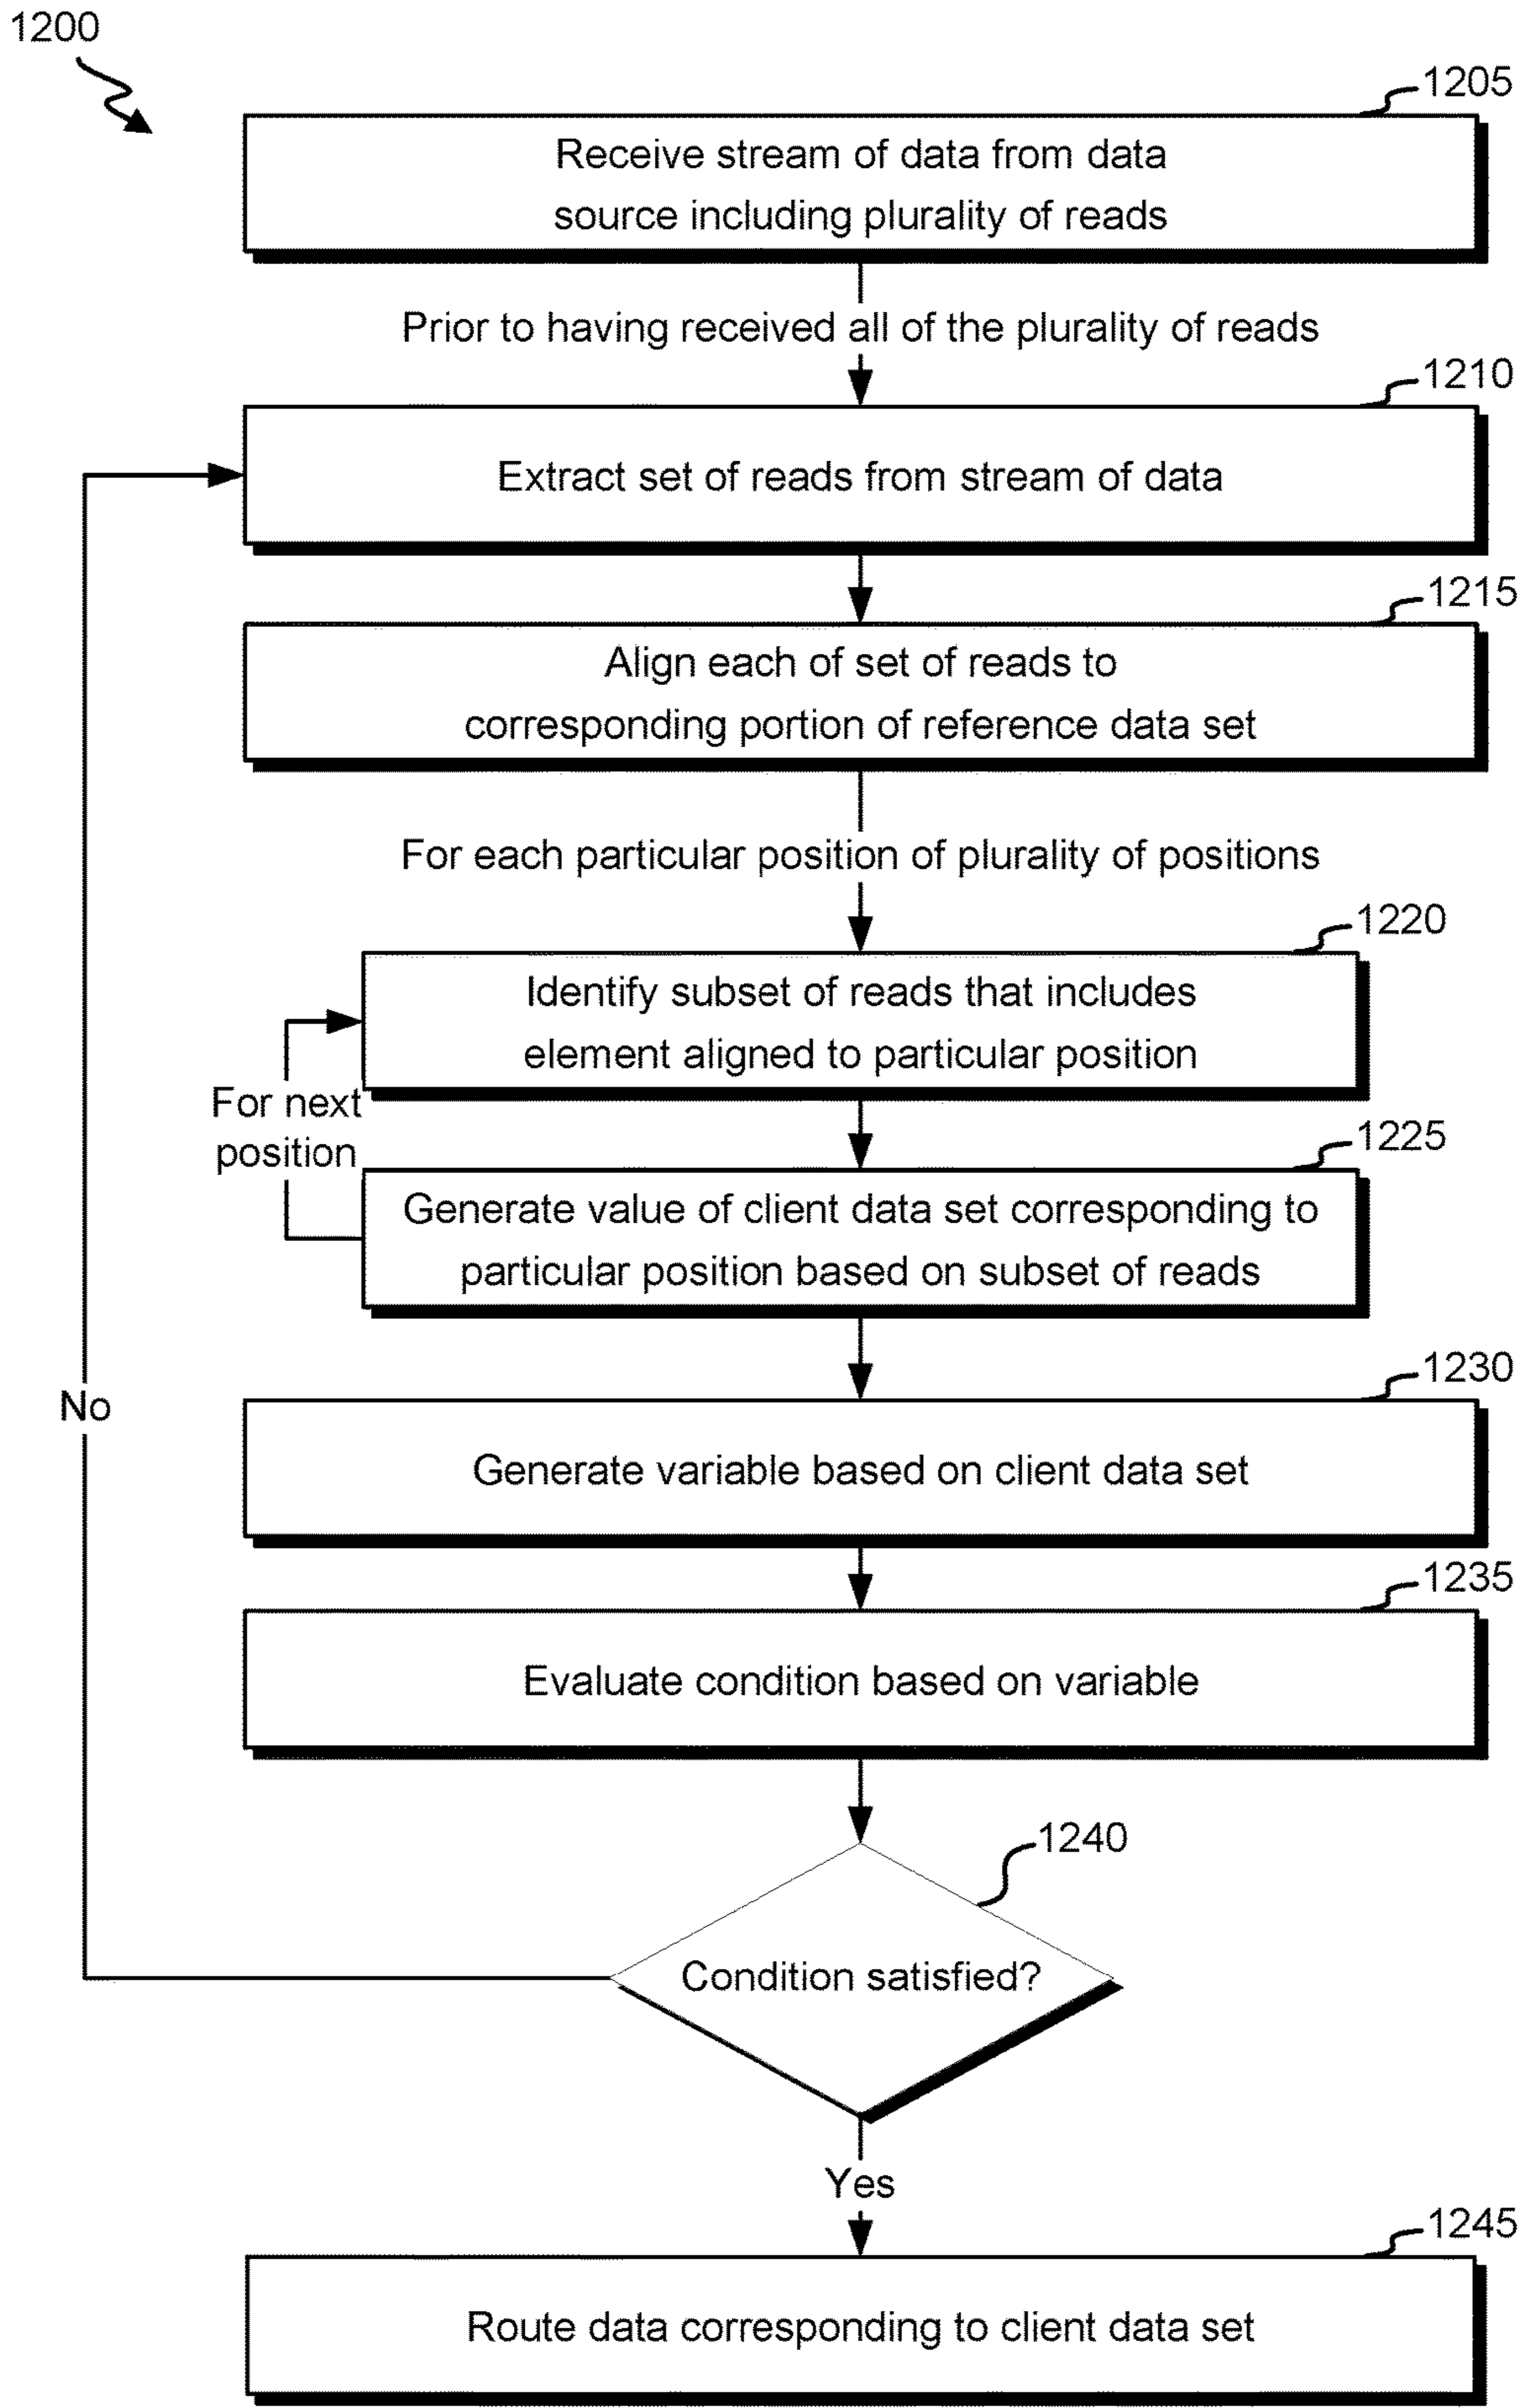 1200
1205
Receive stream of data from data
source including plurality of reads
Prior to having received all of the plurality of reads
1210
Extract set of reads from stream of data
1215
Align each of set of reads to
corresponding portion of reference data set
For each particular position of plurality of positions
1220
Identify subset of reads that includes
element aligned to particular position
For next
position
1225
Generate value of client data set corresponding to
particular position based on subset of reads
1230
No
Generate variable based on client data set
1235
Evaluate condition based on variable
1240
Condition satisfied?
Yes
1245
Route data corresponding to client data set